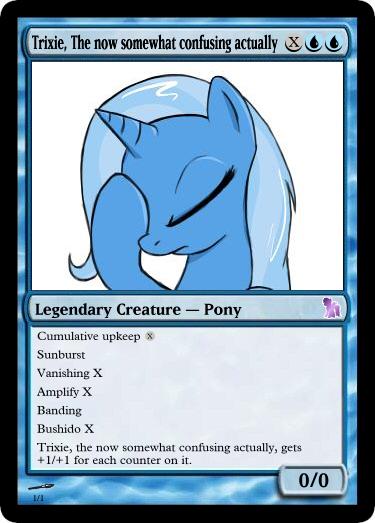 Trixie, The now somewhat confusing actually X
Legendary Creature — Pony
Cumulative upkeep X
Sunburst
Vanishing X
Amplify X
Banding
Bushido X
Trixie, the now somewhat confusing actually, gets
+1/+1 for each counter on it.
0/0
1/1